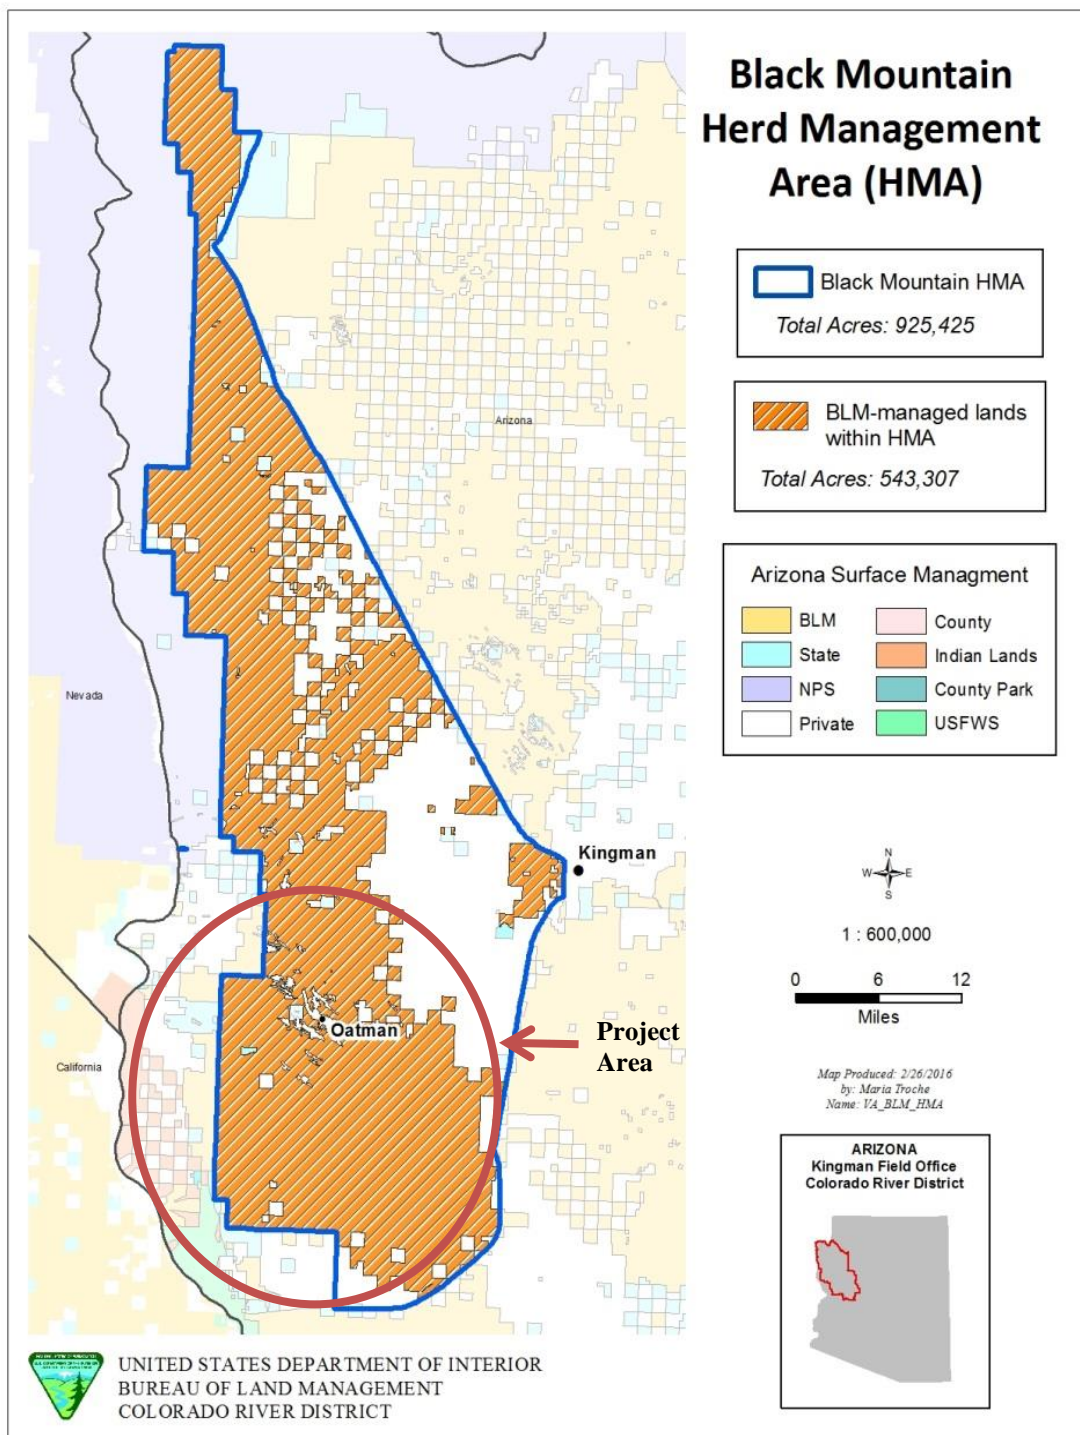 Black Mountain
Herd Management
Area (HMA)
Black Mountain HMA
Total Acres: 925,425
BLM-managed lands
within HMA
Total Acres: 543,307
Arizona Surface Managment
BLM
County
State
Indian Lands
NPS
County Park
Private
USFWS
Arizona
Nevada
Kingman
N
W
E
S
1 : 600,000
0 6 12
Miles
Oatman
Project
Area
California
Map Produced: 2/26/2016
by: Maria Troche
Name: VA_BLM_HMA
ARIZONA
Kingman Field Office
Colorado River District
UNITED STATES DEPARTMENT OF INTERIOR
BUREAU OF LAND MANAGEMENT
COLORADO RIVER DISTRICT